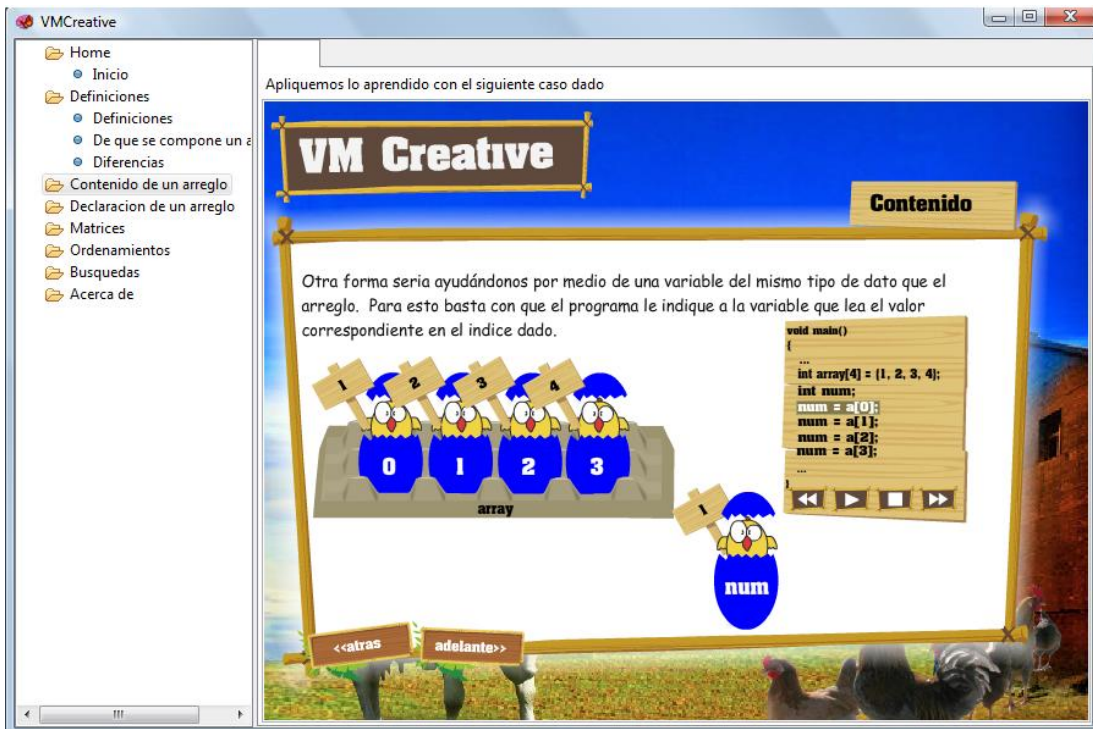 VMCreative
Home
Inicio
Definiciones
Definiciones
De que se compone un a
Diferencias
Contenido de un arreglo
Declaracion de un arreglo
Matrices
Ordenamientos
Busquedas
Acerca de
Apliquemos lo aprendido con el siguiente caso dado
VM Creative
Contenido
Otra forma seria ayudándonos por medio de una variable del mismo tipo de dato que el
arreglo. Para esto basta con que el programa le indique a la variable que lea el valor
correspondiente en el indice dado.
void main()
{
...
int array[4] = {1, 2, 3, 4};
int num;
num = a[0];
num = a[1];
num = a[2];
num = a[3];
...
}
1 2 3 4
0 1 2 3
array
1
num
<<atras
adelante>>